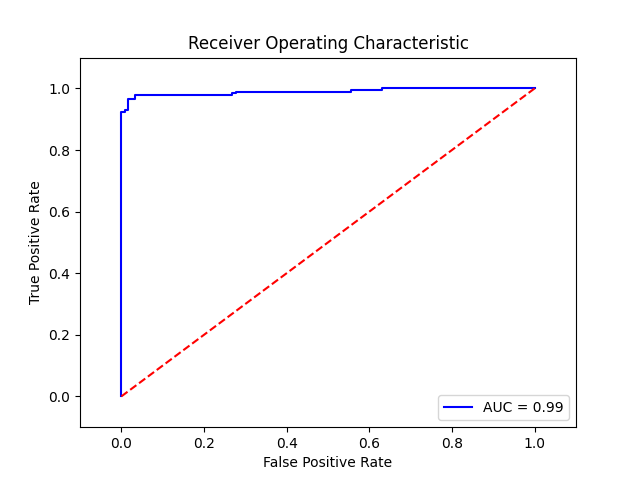 Receiver Operating Characteristic
True Positive Rate
1.0
0.8
0.6
0.4
0.2
0.0
AUC = 0.99
0.0 0.2 0.4 0.6 0.8 1.0
False Positive Rate